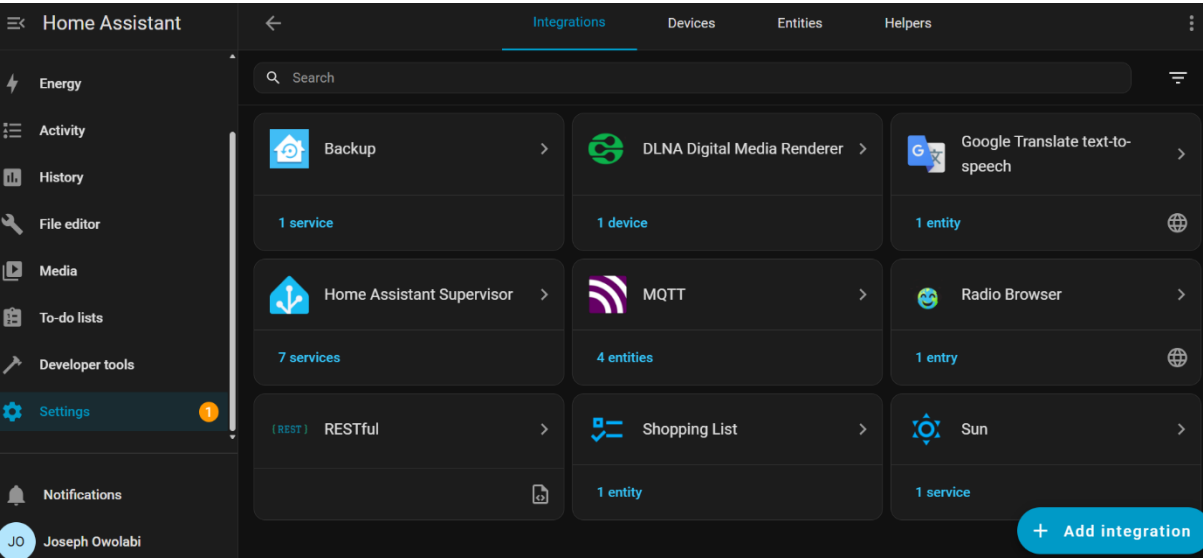 Home Assistant
Integrations
Devices
Entities
Helpers
Energy
Activity
History
File editor
Media
To-do lists
Developer tools
Settings
1
Notifications
JO
Joseph Owolabi
Search
Backup
1 service
DLNA Digital Media Renderer
1 device
G
Google Translate text-to-
speech
1 entity
Home Assistant Supervisor
7 services
MQTT
4 entities
Radio Browser
1 entry
{REST}
RESTful
Shopping List
1 entity
Sun
1 service
+ Add integration